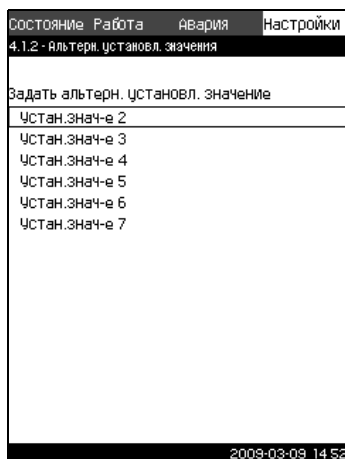 Состояние Работа Авария Настройки
4.1.2 - Альтерн. установл. значения
Задать альтерн. установл. значение
Устан.знач-е 2
Устан.знач-е 3
Устан.знач-е 4
Устан.знач-е 5
Устан.знач-е 6
Устан.знач-е 7
2009-03-09 14:52